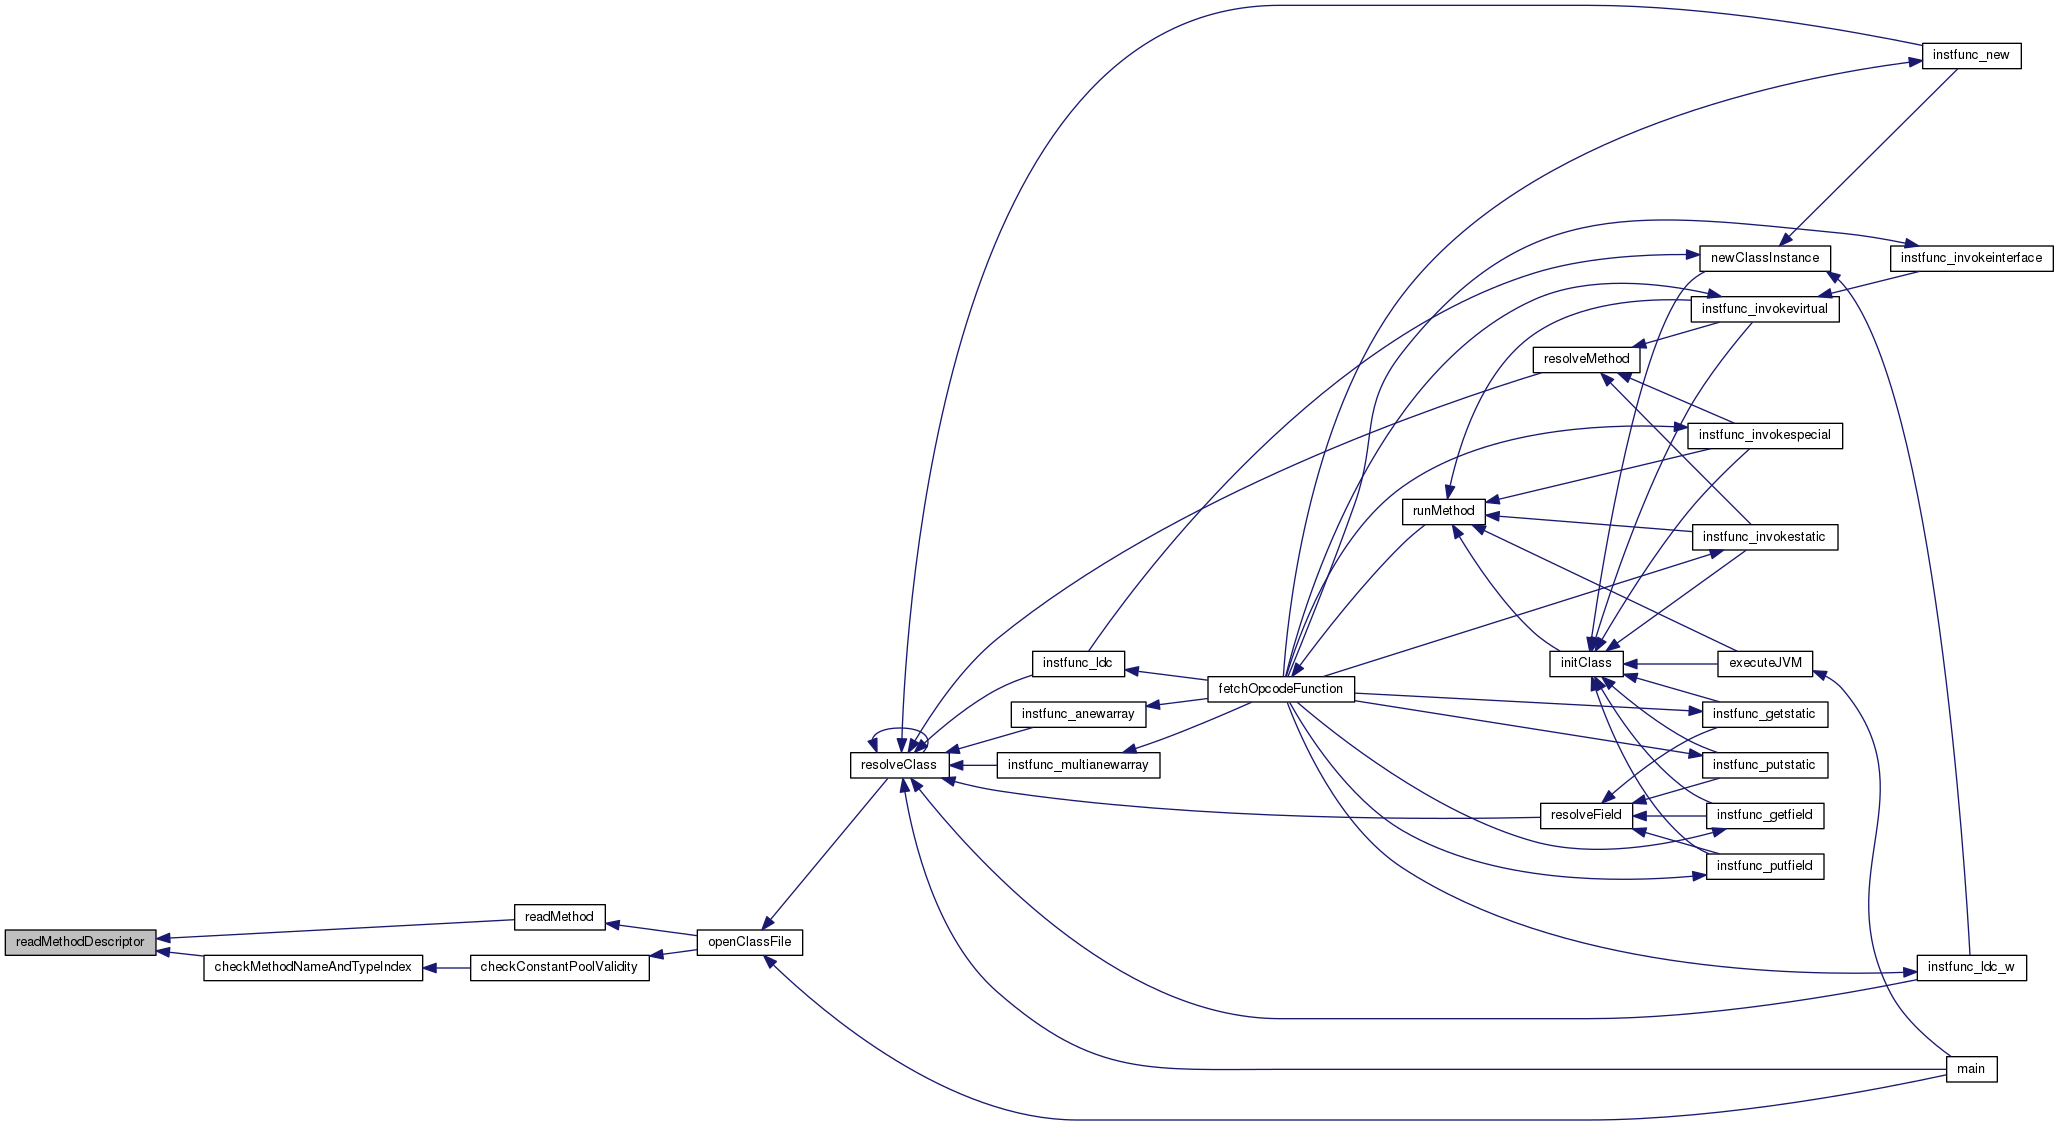 instfunc_new
newClassInstance
instfunc_invokeinterface
instfunc_invokevirtual
resolveMethod
instfunc_invokespecial
runMethod
instfunc_invokestatic
instfunc_ldc
initClass
executeJVM
fetchOpcodeFunction
instfunc_anewarray
instfunc_getstatic
resolveClass
instfunc_multianewarray
instfunc_putstatic
resolveField
instfunc_getfield
instfunc_putfield
readMethod
readMethodDescriptor
openClassFile
checkMethodNameAndTypeIndex
checkConstantPoolValidity
instfunc_ldc_w
main